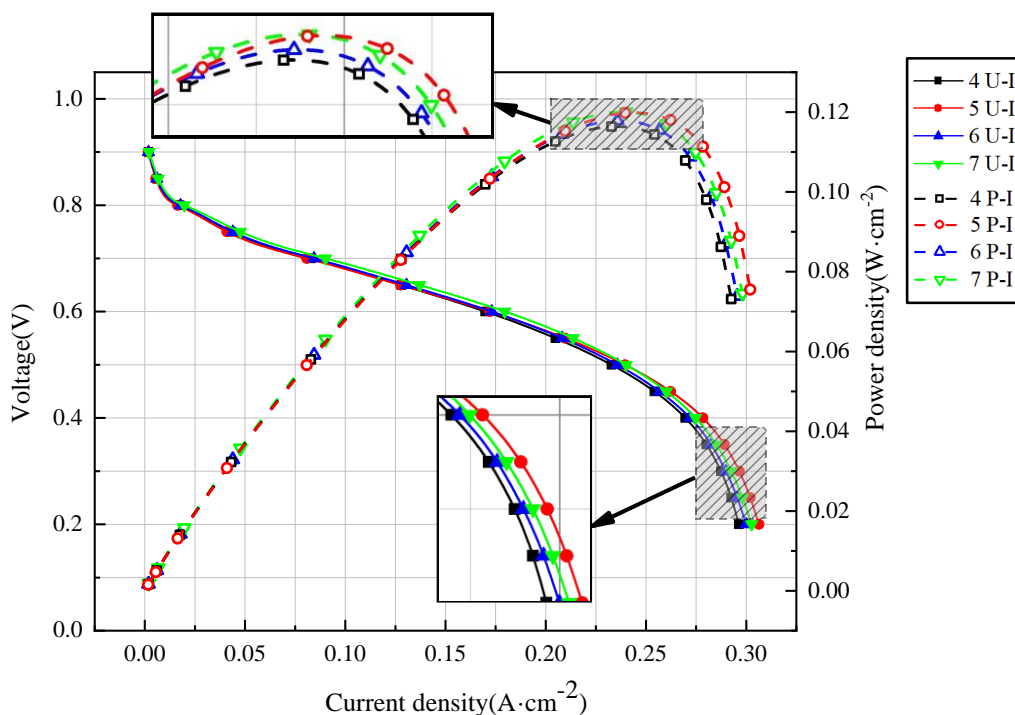 1.0
0.8
0.6
0.4
0.2
0.0
Voltage(V)
0.12
0.10
0.08
0.06
0.04
0.02
0.00
Power density(W·cm-2)
0.00 0.05 0.10 0.15 0.20 0.25 0.30
Current density(A·cm-2)
4 U-I
5 U-I
6 U-I
7 U-I
4 P-I
5 P-I
6 P-I
7 P-I